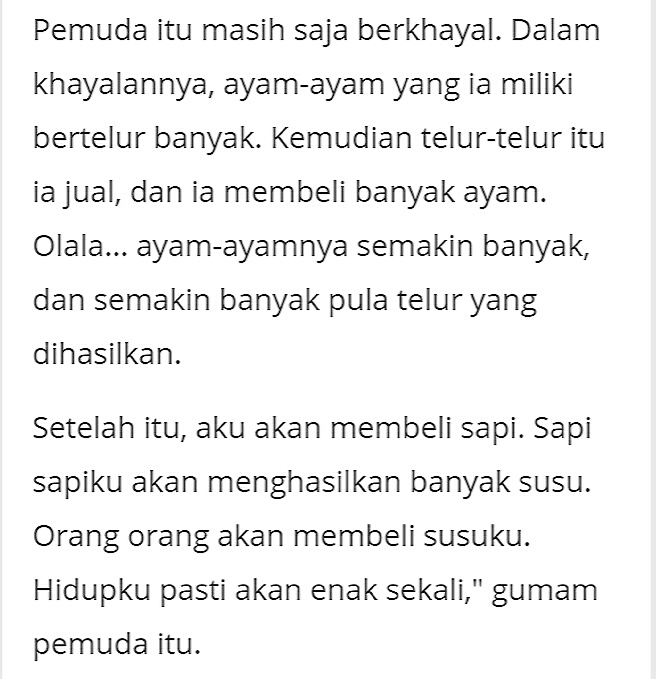 Pemuda itu masih saja berkhayal. Dalam
khayalannya, ayam-ayam yang ia miliki
bertelur banyak. Kemudian telur-telur itu
ia jual, dan ia membeli banyak ayam.
Olala... ayam-ayamnya semakin banyak,
dan semakin banyak pula telur yang
dihasilkan.
Setelah itu, aku akan membeli sapi. Sapi
sapiku akan menghasilkan banyak susu.
Orang orang akan membeli susuku.
Hidupku pasti akan enak sekali," gumam
pemuda itu.